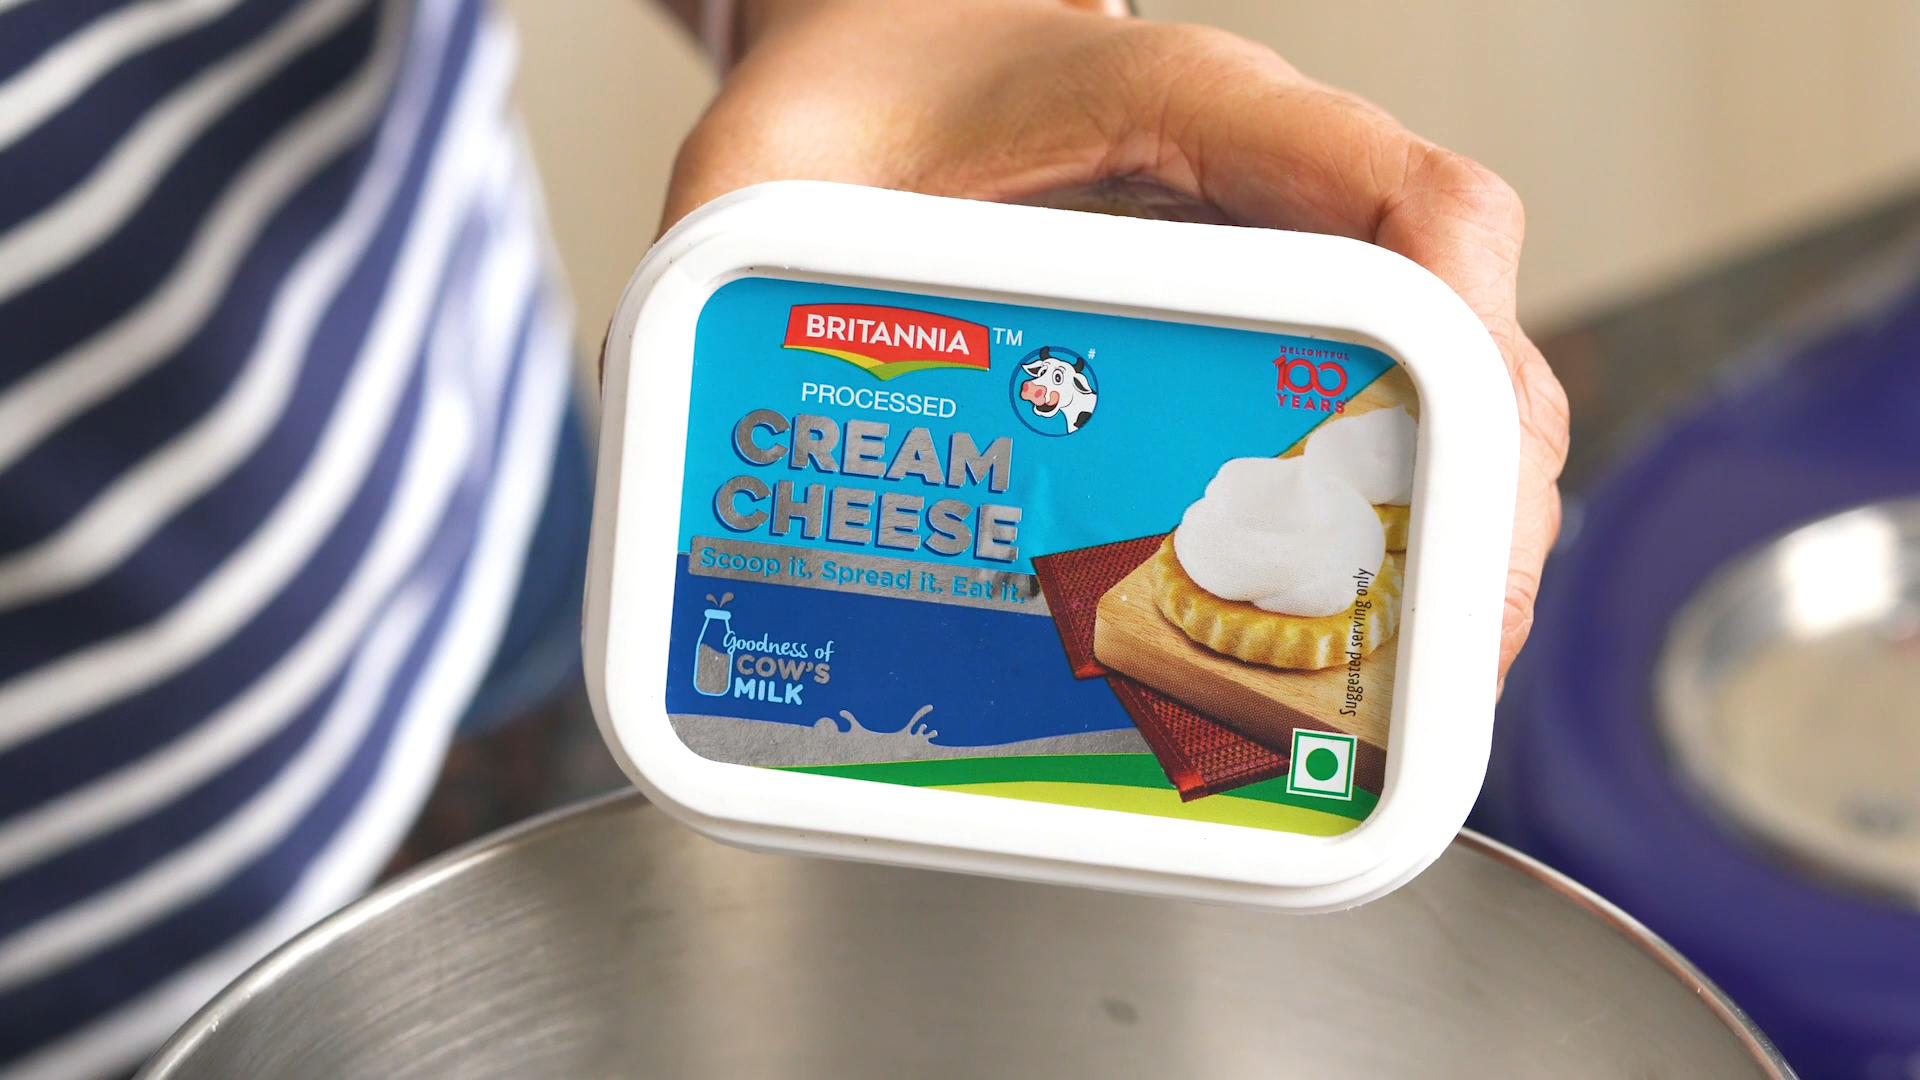 BRITANNIA TM
#
DELIGHTFUL
100
YEARS
PROCESSED
CREAM
CHEESE
Scoop it. Spread it. Eat it.
Goodness of
COW'S
MILK
Suggested serving only